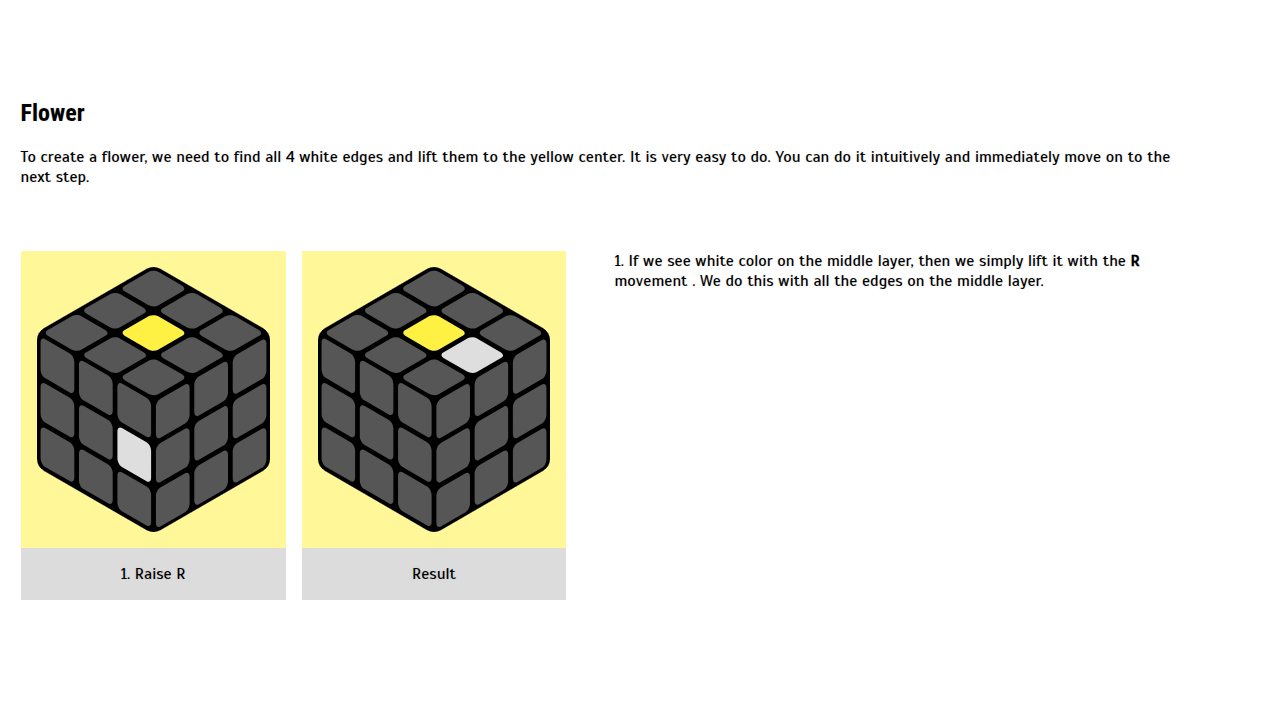 Flower
To create a flower, we need to find all 4 white edges and lift them to the yellow center. It is very easy to do. You can do it intuitively and immediately move on to the
next step.
1. If we see white color on the middle layer, then we simply lift it with the R
movement . We do this with all the edges on the middle layer.
1. Raise R
Result